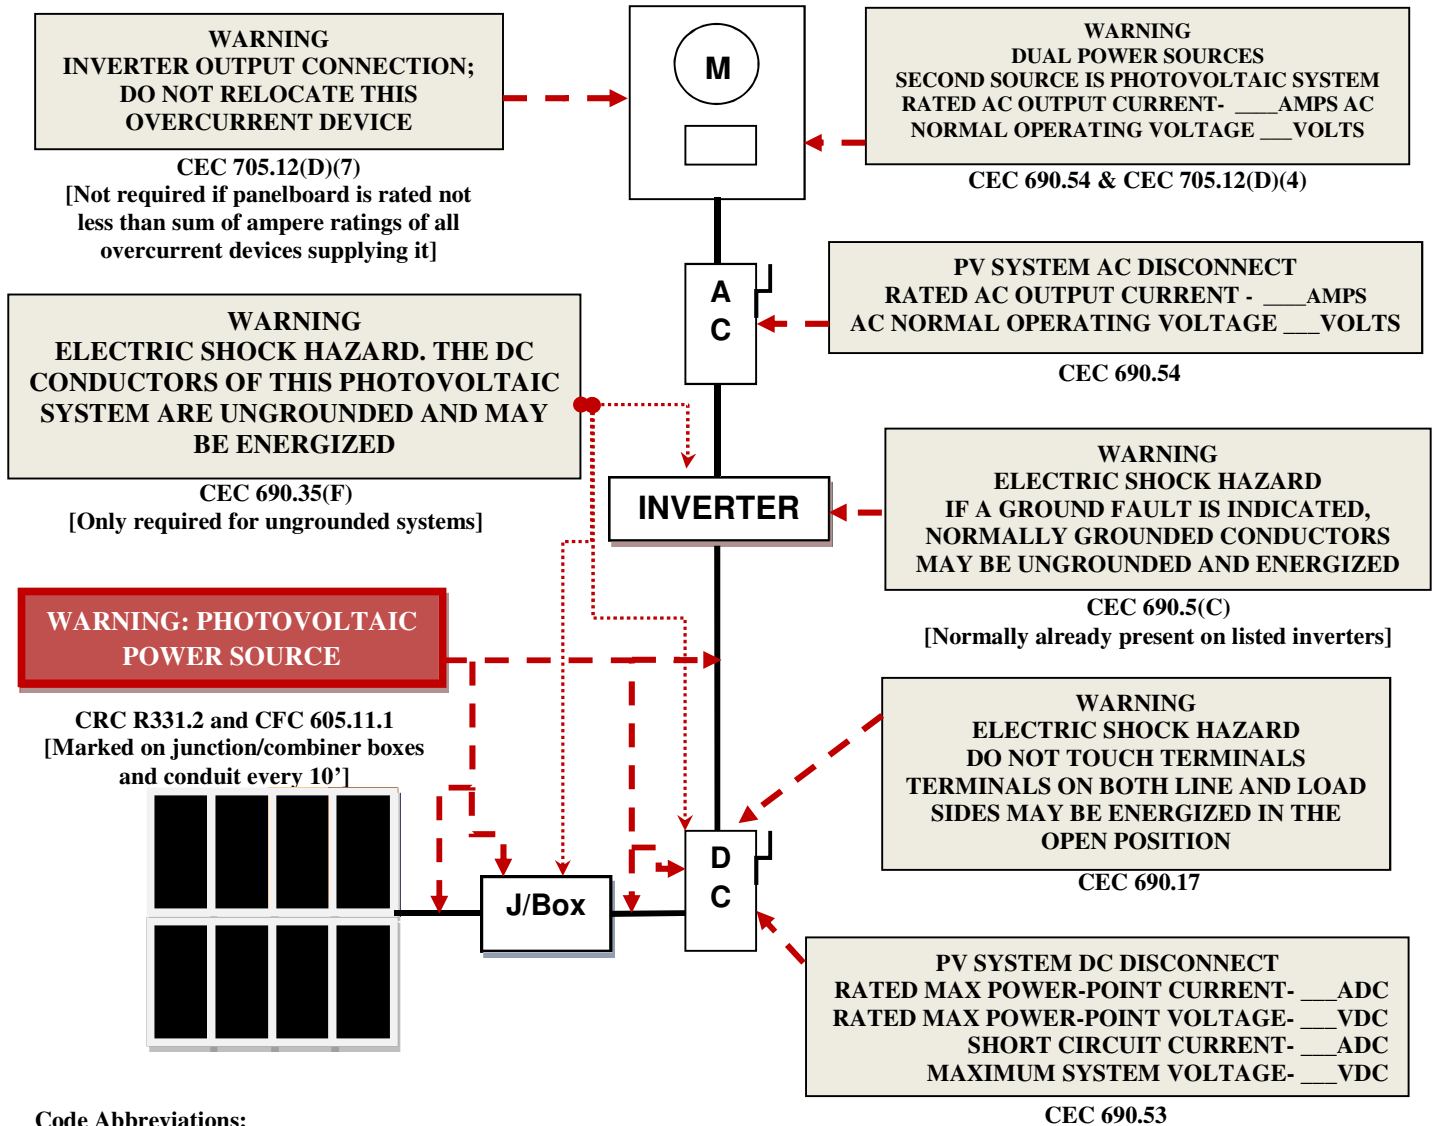 WARNING
INVERTER OUTPUT CONNECTION;
DO NOT RELOCATE THIS
OVERCURRENT DEVICE
CEC 705.12(D)(7)
[Not required if panelboard is rated not
less than sum of ampere ratings of all
overcurrent devices supplying it]
M
WARNING
DUAL POWER SOURCES
SECOND SOURCE IS PHOTOVOLTAIC SYSTEM
RATED AC OUTPUT CURRENT- ____AMPS AC
NORMAL OPERATING VOLTAGE ___VOLTS
CEC 690.54 & CEC 705.12(D)(4)
A
C
PV SYSTEM AC DISCONNECT
RATED AC OUTPUT CURRENT - ____AMPS
AC NORMAL OPERATING VOLTAGE ___VOLTS
CEC 690.54
WARNING
ELECTRIC SHOCK HAZARD. THE DC
CONDUCTORS OF THIS PHOTOVOLTAIC
SYSTEM ARE UNGROUNDED AND MAY
BE ENERGIZED
CEC 690.35(F)
[Only required for ungrounded systems]
INVERTER
WARNING
ELECTRIC SHOCK HAZARD
IF A GROUND FAULT IS INDICATED,
NORMALLY GROUNDED CONDUCTORS
MAY BE UNGROUNDED AND ENERGIZED
CEC 690.5(C)
[Normally already present on listed inverters]
WARNING: PHOTOVOLTAIC
POWER SOURCE
CRC R331.2 and CFC 605.11.1
[Marked on junction/combiner boxes
and conduit every 10’]
WARNING
ELECTRIC SHOCK HAZARD
DO NOT TOUCH TERMINALS
TERMINALS ON BOTH LINE AND LOAD
SIDES MAY BE ENERGIZED IN THE
OPEN POSITION
CEC 690.17
J/Box
D
C
PV SYSTEM DC DISCONNECT
RATED MAX POWER-POINT CURRENT- ___ADC
RATED MAX POWER-POINT VOLTAGE- ___VDC
SHORT CIRCUIT CURRENT- ___ADC
MAXIMUM SYSTEM VOLTAGE- ___VDC
CEC 690.53
Code Abbreviations: